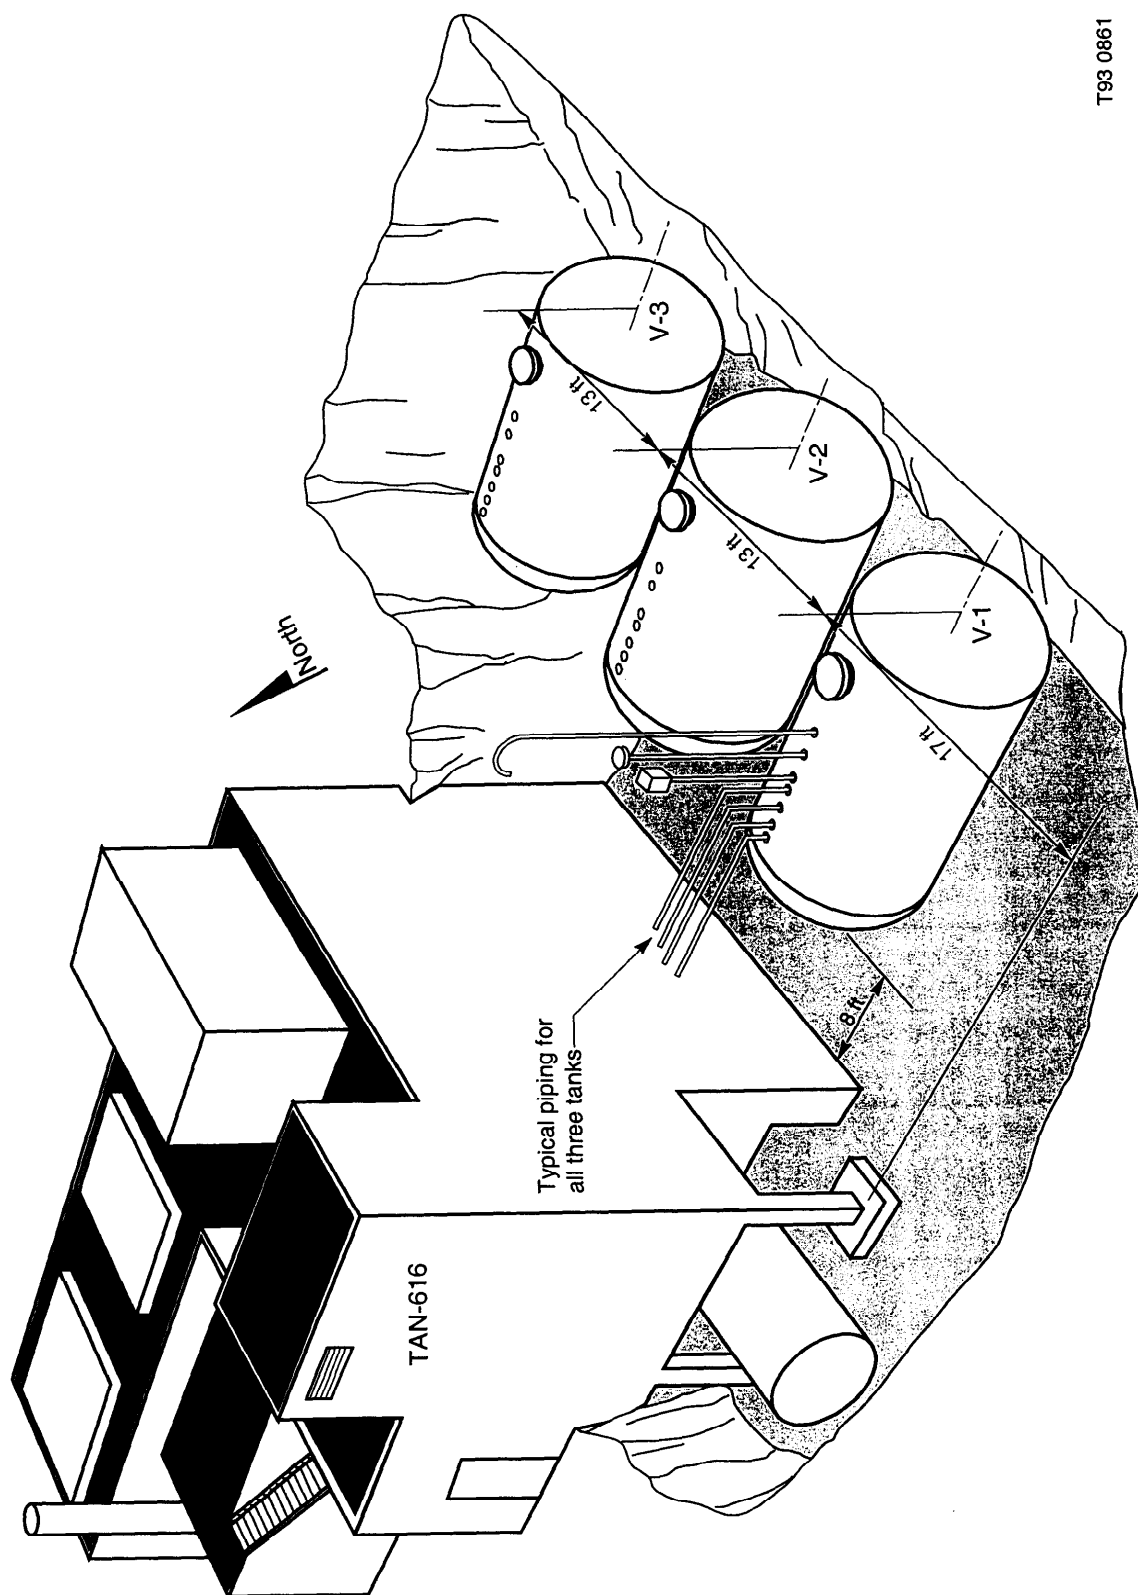 North
TAN-616
Typical piping for
all three tanks
13 ft
13 ft
17 ft
8 ft
V-3
V-2
V-1
T93 0861